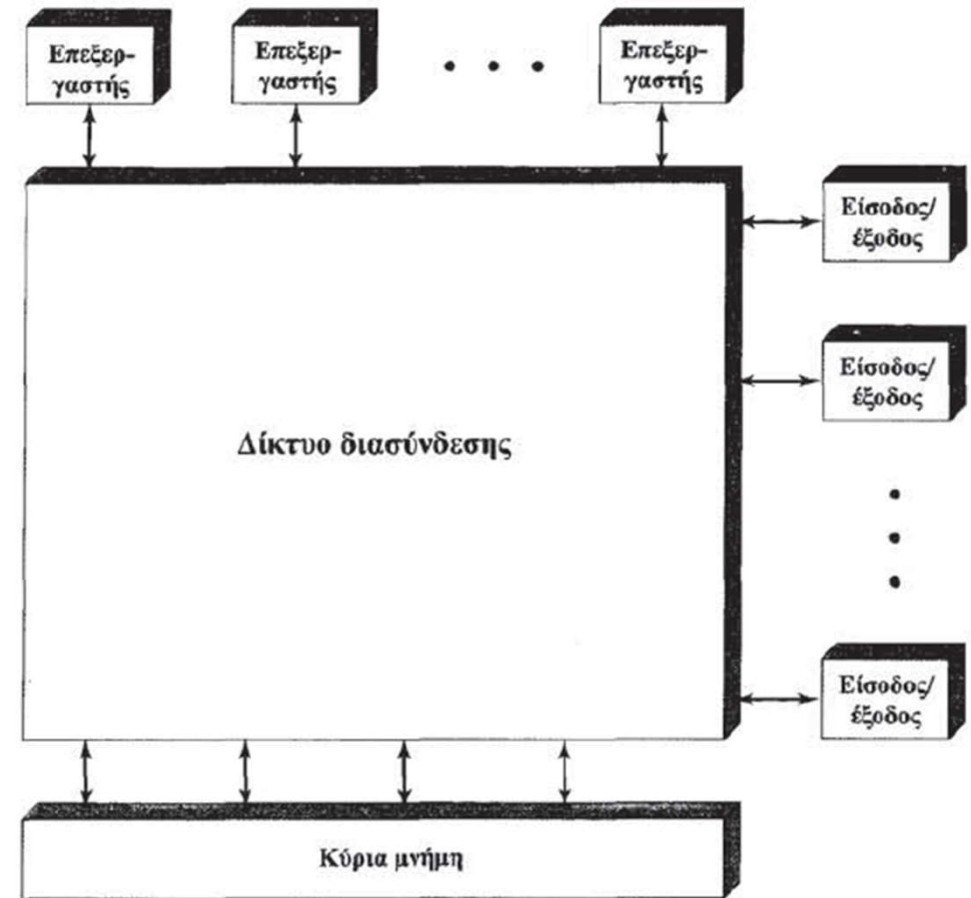 Επεξερ-
γαστής
Επεξερ-
γαστής
Επεξερ-
γαστής
Είσοδος/
έξοδος
Είσοδος/
έξοδος
Δίκτυο διασύνδεσης
Είσοδος/
έξοδος
Κύρια μνήμη